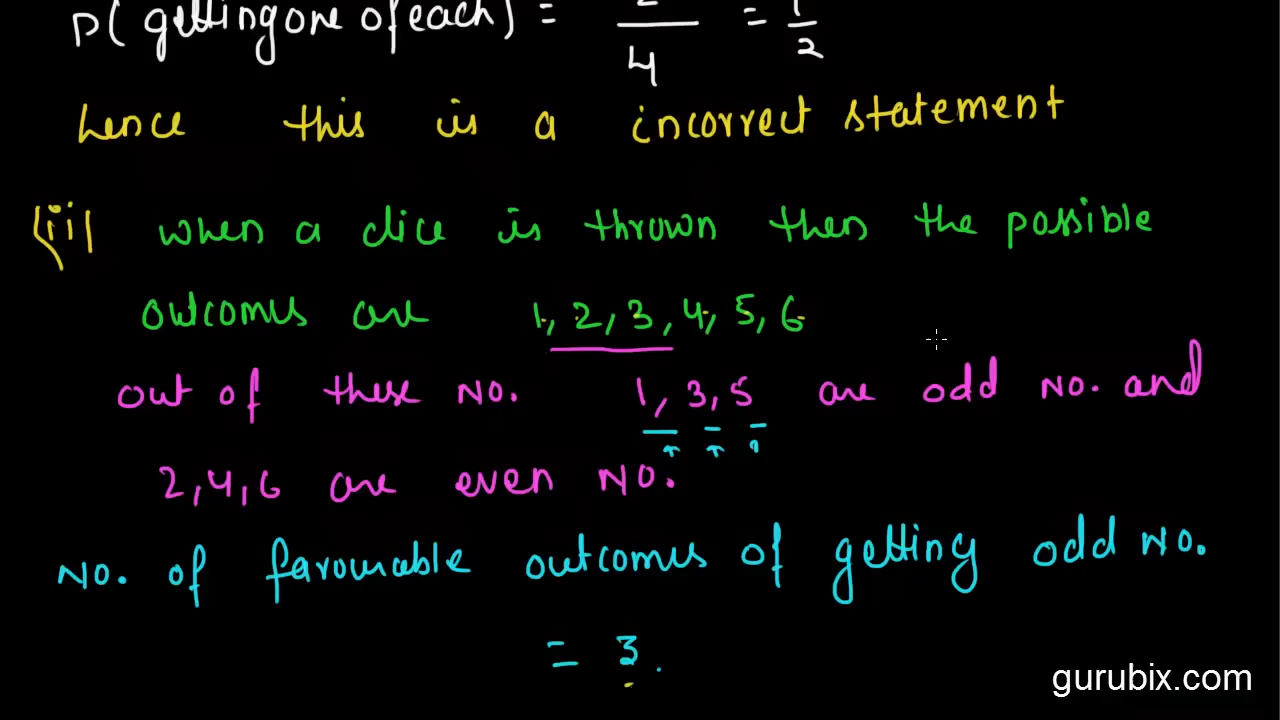 P( getting one of each) = 2/4 = 1/2
hence this is a incorrect statement
(ii) when a dice is thrown then the possible
outcomes are 1, 2, 3, 4, 5, 6
out of these NO. 1, 3, 5 are odd NO. and
2, 4, 6 are even NO.
NO. of favourable outcomes of getting odd NO.
= 3.
gurubix.com